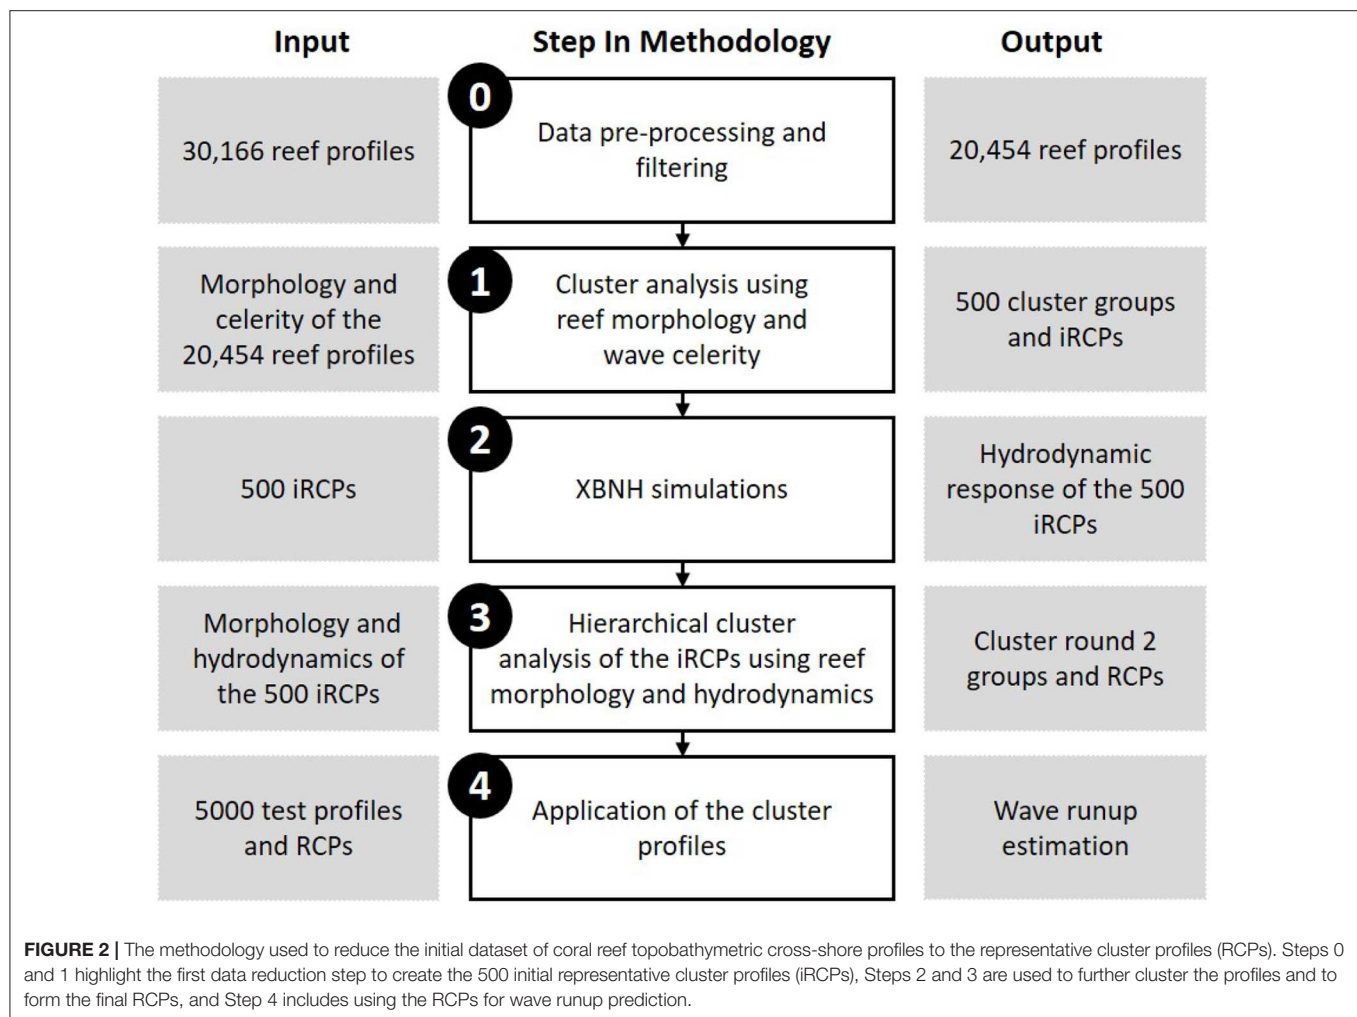 Input
Step In Methodology
Output
30,166 reef profiles
0
Data pre-processing and
filtering
20,454 reef profiles
Morphology and
celerity of the
20,454 reef profiles
1
Cluster analysis using
reef morphology and
wave celerity
500 cluster groups
and iRCPs
500 iRCPs
2
XBNH simulations
Hydrodynamic
response of the 500
iRCPs
Morphology and
hydrodynamics of
the 500 iRCPs
3
Hierarchical cluster
analysis of the iRCPs using reef
morphology and hydrodynamics
Cluster round 2
groups and RCPs
5000 test profiles
and RCPs
4
Application of the cluster
profiles
Wave runup
estimation
FIGURE 2 | The methodology used to reduce the initial dataset of coral reef topobathymetric cross-shore profiles to the representative cluster profiles (RCPs). Steps 0
and 1 highlight the first data reduction step to create the 500 initial representative cluster profiles (iRCPs), Steps 2 and 3 are used to further cluster the profiles and to
form the final RCPs, and Step 4 includes using the RCPs for wave runup prediction.